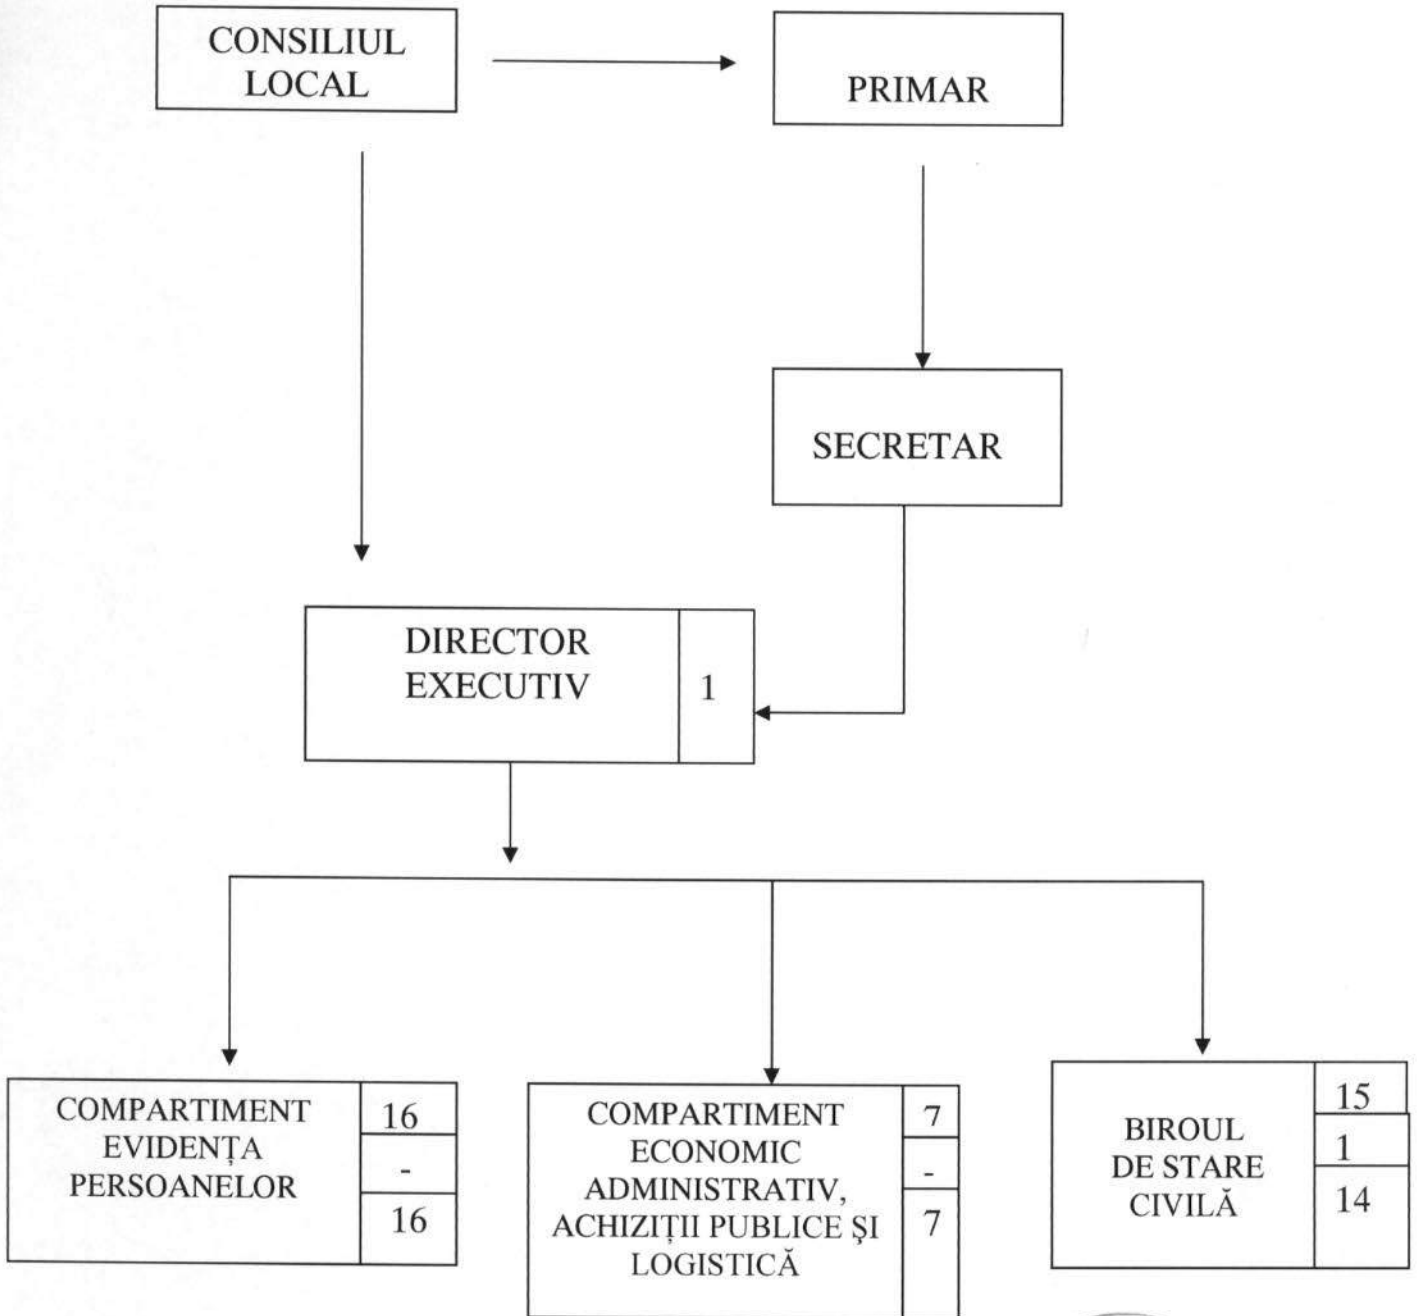 CONSILIUL
LOCAL
PRIMAR
SECRETAR
DIRECTOR
EXECUTIV
1
COMPARTIMENT
EVIDENȚA
PERSOANELOR
16
-
16
COMPARTIMENT
ECONOMIC
ADMINISTRATIV,
ACHIZIȚII PUBLICE ŞI
LOGISTICĂ
7
-
7
BIROUL
DE STARE
CIVILĂ
15
1
14